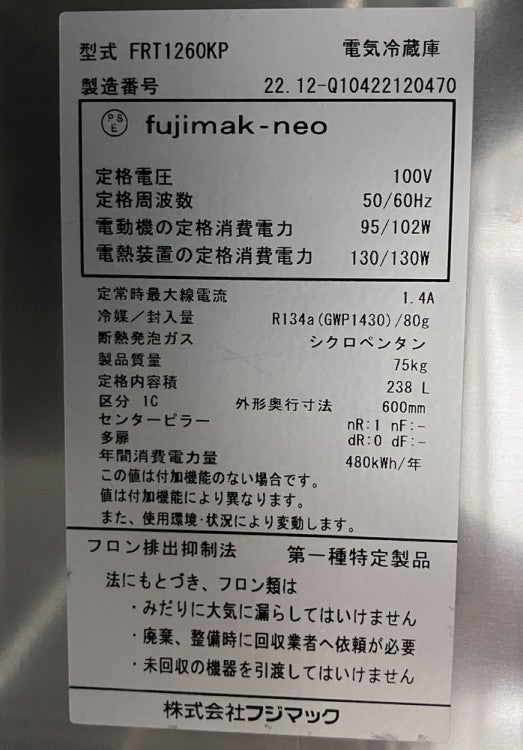 型式 FRT1260KP 電気冷蔵庫
製造番号 22.12-Q10422120470
PSE fujimak-neo
定格電圧 100V
定格周波数 50/60Hz
電動機の定格消費電力 95/102W
電熱装置の定格消費電力 130/130W
定常時最大線電流 1.4A
冷媒/封入量 R134a(GWP1430)/80g
断熱発泡ガス シクロペンタン
製品質量 75kg
定格内容積 238 L
区分 1C 外形奥行寸法 600mm
センターピラー nR:1 nF:-
多扉 dR:0 dF:-
年間消費電力量 480kWh/年
この値は付加機能のない場合です。
値は付加機能により異なります。
また、使用環境・状況により変動します。
フロン排出抑制法 第一種特定製品
法にもとづき、フロン類は
・みだりに大気に漏らしてはいけません
・廃棄、整備時に回収業者へ依頼が必要
・未回収の機器を引渡してはいけません
株式会社フジマック